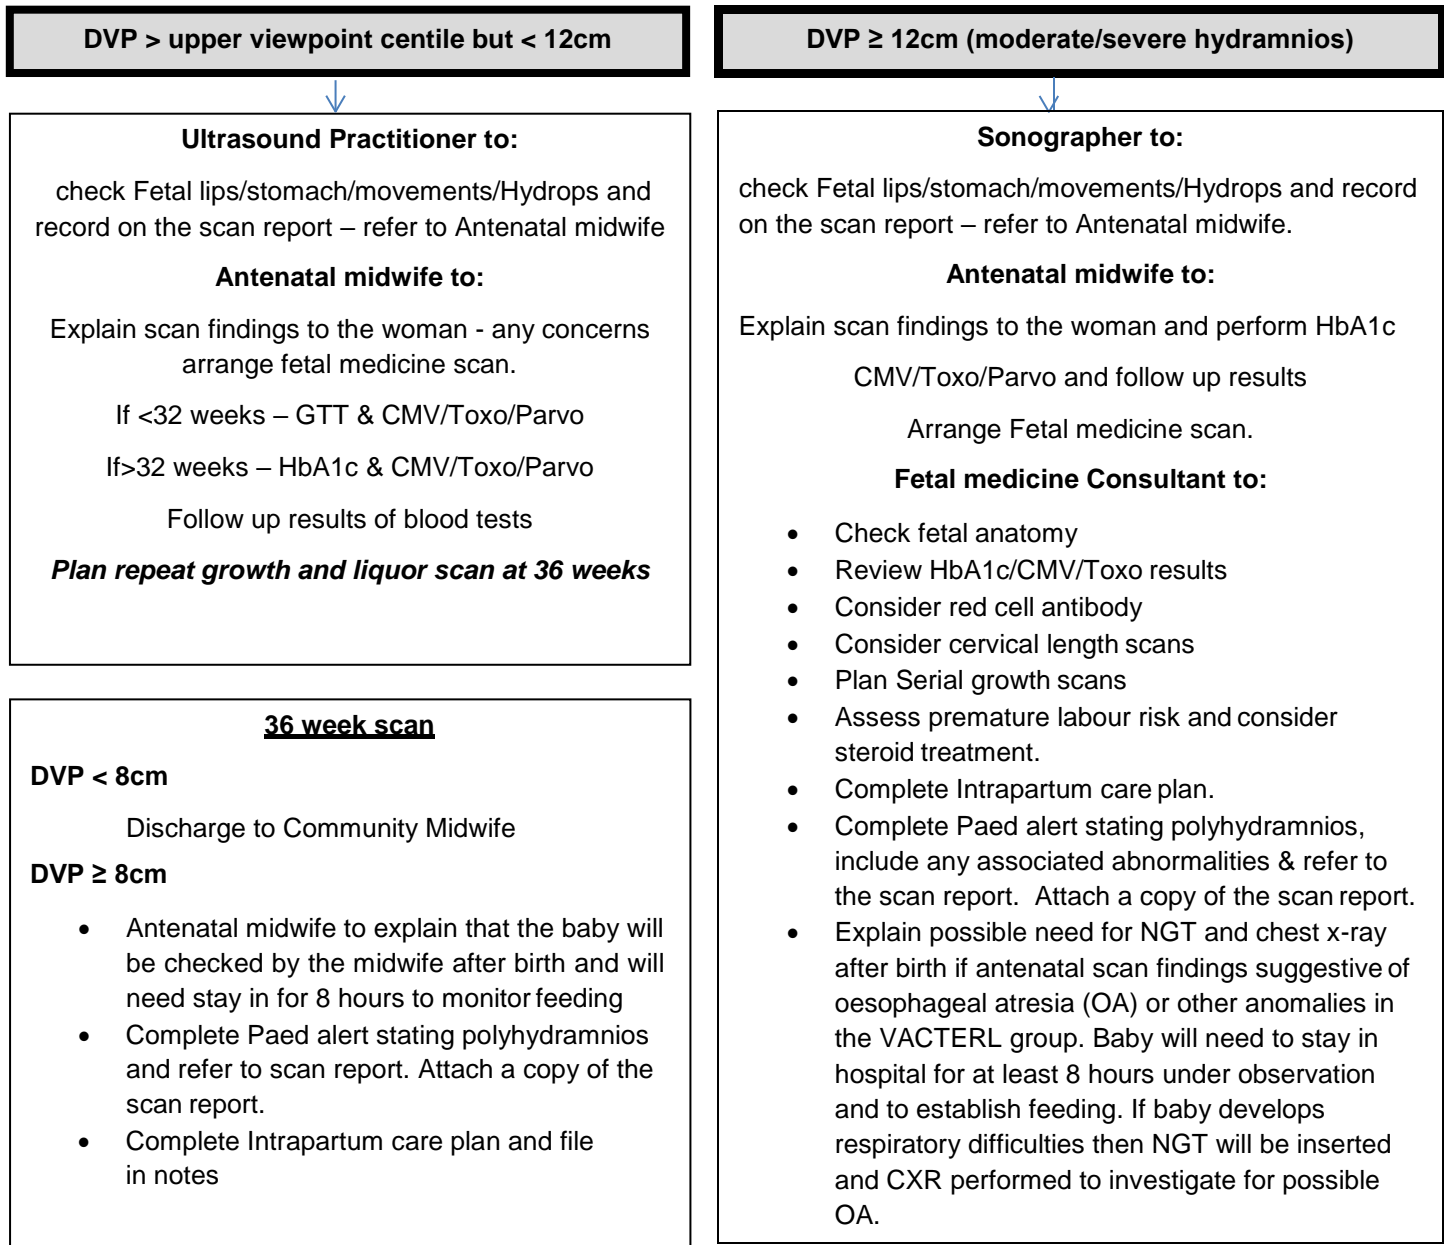 DVP > upper viewpoint centile but < 12cm
Ultrasound Practitioner to:
check Fetal lips/stomach/movements/Hydrops and
record on the scan report – refer to Antenatal midwife
Antenatal midwife to:
Explain scan findings to the woman - any concerns
arrange fetal medicine scan.
If <32 weeks – GTT & CMV/Toxo/Parvo
If>32 weeks – HbA1c & CMV/Toxo/Parvo
Follow up results of blood tests
Plan repeat growth and liquor scan at 36 weeks
36 week scan
DVP < 8cm
Discharge to Community Midwife
DVP ≥ 8cm
• Antenatal midwife to explain that the baby will
be checked by the midwife after birth and will
need stay in for 8 hours to monitor feeding
• Complete Paed alert stating polyhydramnios
and refer to scan report. Attach a copy of the
scan report.
• Complete Intrapartum care plan and file
in notes
DVP ≥ 12cm (moderate/severe hydramnios)
Sonographer to:
check Fetal lips/stomach/movements/Hydrops and record
on the scan report – refer to Antenatal midwife.
Antenatal midwife to:
Explain scan findings to the woman and perform HbA1c
CMV/Toxo/Parvo and follow up results
Arrange Fetal medicine scan.
Fetal medicine Consultant to:
• Check fetal anatomy
• Review HbA1c/CMV/Toxo results
• Consider red cell antibody
• Consider cervical length scans
• Plan Serial growth scans
• Assess premature labour risk and consider
steroid treatment.
• Complete Intrapartum care plan.
• Complete Paed alert stating polyhydramnios,
include any associated abnormalities & refer to
the scan report. Attach a copy of the scan report.
• Explain possible need for NGT and chest x-ray
after birth if antenatal scan findings suggestive of
oesophageal atresia (OA) or other anomalies in
the VACTERL group. Baby will need to stay in
hospital for at least 8 hours under observation
and to establish feeding. If baby develops
respiratory difficulties then NGT will be inserted
and CXR performed to investigate for possible
OA.